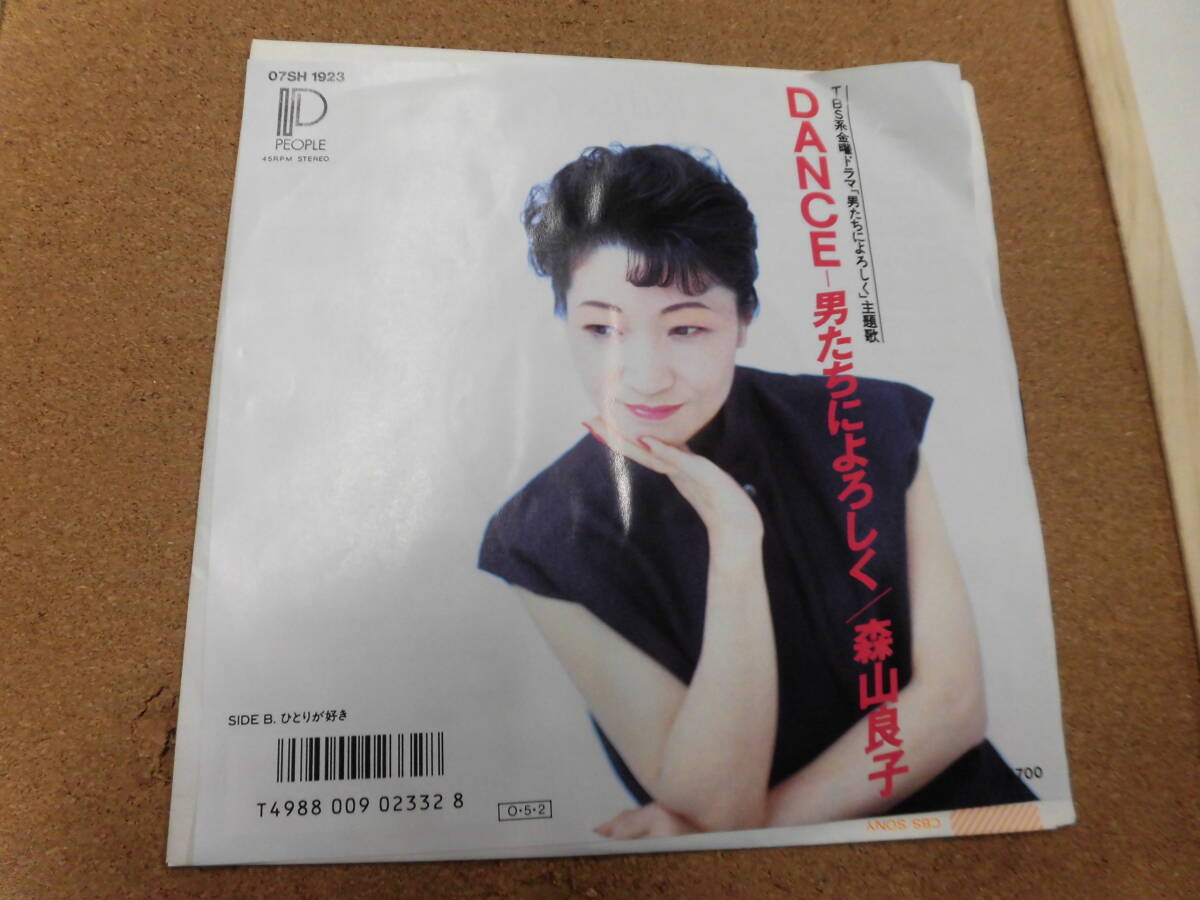 07SH 1923
PEOPLE
45RPM STEREO
TBS系金曜ドラマ「男たちによろしく」主題歌
DANCE－男たちによろしく／森山良子
SIDE B. ひとりが好き
T4988 009 02332 8
O・5・2
700
CBS SONY